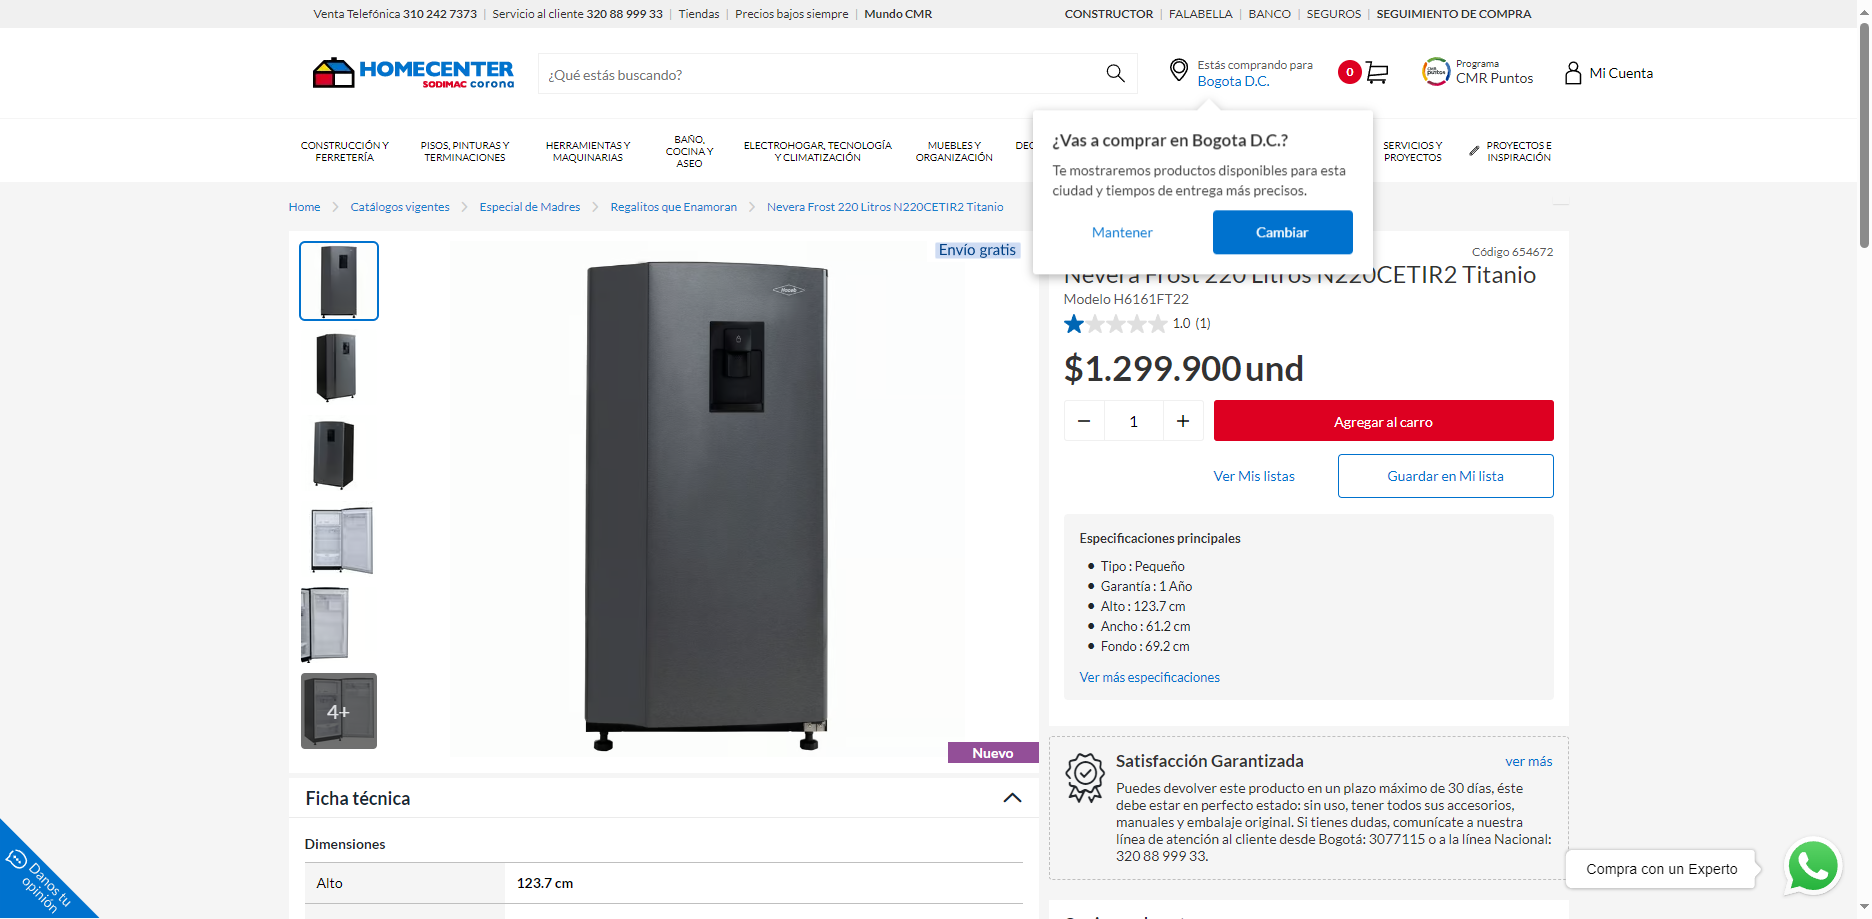 Venta Telefónica 310 242 7373 | Servicio al cliente 320 88 999 33 | Tiendas | Precios bajos siempre | Mundo CMR
CONSTRUCTOR | FALABELLA | BANCO | SEGUROS | SEGUIMIENTO DE COMPRA
HOMECENTER
SODIMAC corona
¿Qué estás buscando?
Estás comprando para
Bogota D.C.
0
Programa
CMR Puntos
Mi Cuenta
CONSTRUCCIÓN Y
FERRETERÍA
PISOS, PINTURAS Y
TERMINACIONES
HERRAMIENTAS Y
MAQUINARIAS
BAÑO,
COCINA Y
ASEO
ELECTROHOGAR, TECNOLOGÍA
Y CLIMATIZACIÓN
MUEBLES Y
ORGANIZACIÓN
SERVICIOS Y
PROYECTOS
PROYECTOS E
INSPIRACIÓN
¿Vas a comprar en Bogota D.C.?
Te mostraremos productos disponibles para esta
ciudad y tiempos de entrega más precisos.
Mantener
Cambiar
Home > Catálogos vigentes > Especial de Madres > Regalitos que Enamoran > Nevera Frost 220 Litros N220CETIR2 Titanio
Envío gratis
Haceb
4+
Nuevo
Código 654672
Nevera Frost 220 Litros N220CETIR2 Titanio
Modelo H6161FT22
1.0 (1)
$1.299.900 und
− 1 +
Agregar al carro
Ver Mis listas
Guardar en Mi lista
Especificaciones principales
• Tipo : Pequeño
• Garantía : 1 Año
• Alto : 123.7 cm
• Ancho : 61.2 cm
• Fondo : 69.2 cm
Ver más especificaciones
Satisfacción Garantizada
ver más
Puedes devolver este producto en un plazo máximo de 30 días, éste
debe estar en perfecto estado: sin uso, tener todos sus accesorios,
manuales y embalaje original. Si tienes dudas, comunícate a nuestra
línea de atención al cliente desde Bogotá: 3077115 o a la línea Nacional:
320 88 999 33.
Ficha técnica
Dimensiones
Alto 123.7 cm
Danos tu
opinión
Compra con un Experto